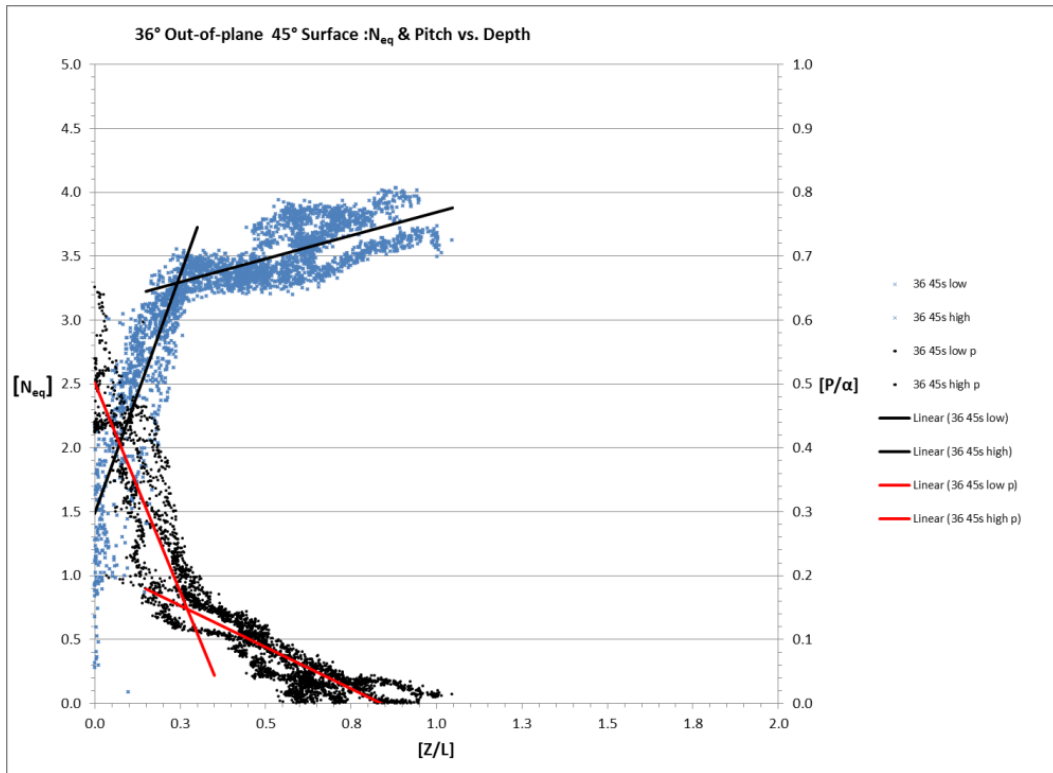 36° Out-of-plane 45° Surface :Neq & Pitch vs. Depth
5.0
4.5
4.0
3.5
3.0
2.5
2.0
1.5
1.0
0.5
0.0
[Neq]
0.0
0.3
0.5
0.8
1.0
1.3
1.5
1.8
2.0
[Z/L]
1.0
0.9
0.8
0.7
0.6
0.5
0.4
0.3
0.2
0.1
0.0
[P/α]
36 45s low
36 45s high
36 45s low p
36 45s high p
Linear (36 45s low)
Linear (36 45s high)
Linear (36 45s low p)
Linear (36 45s high p)